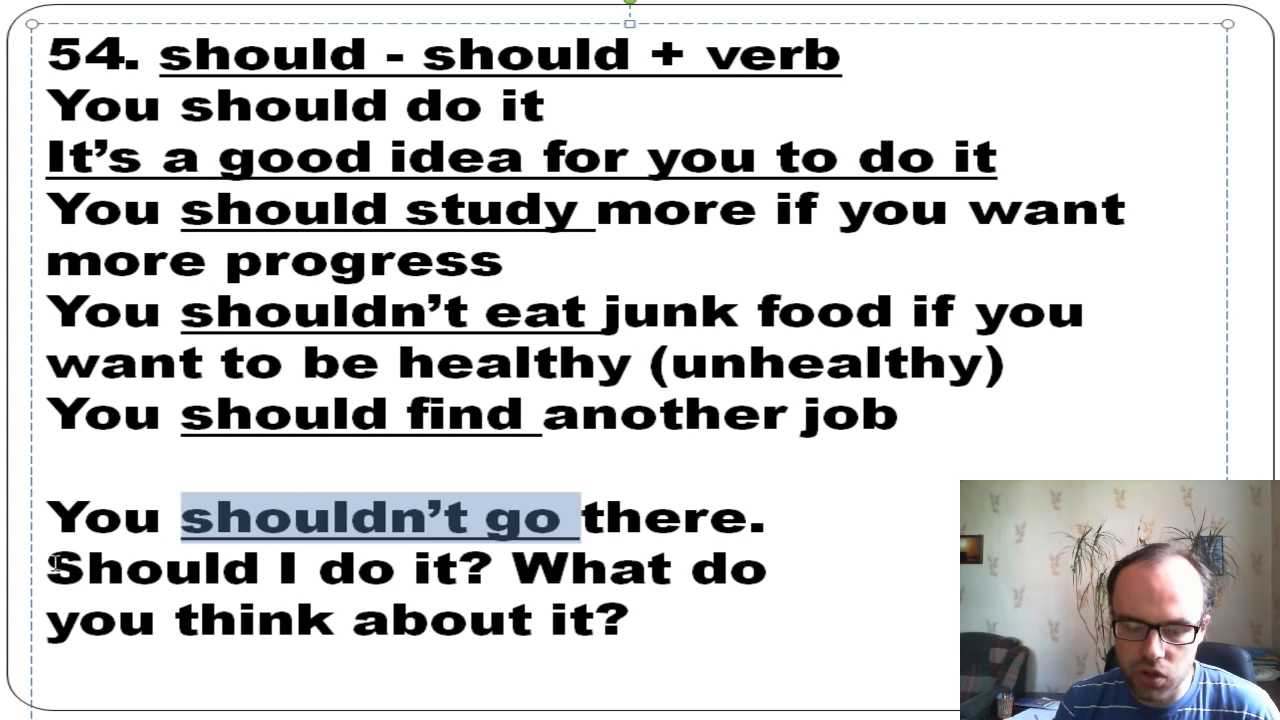 54. should - should + verb
You should do it
It’s a good idea for you to do it
You should study more if you want
more progress
You shouldn’t eat junk food if you
want to be healthy (unhealthy)
You should find another job
You shouldn’t go there.
Should I do it? What do
you think about it?